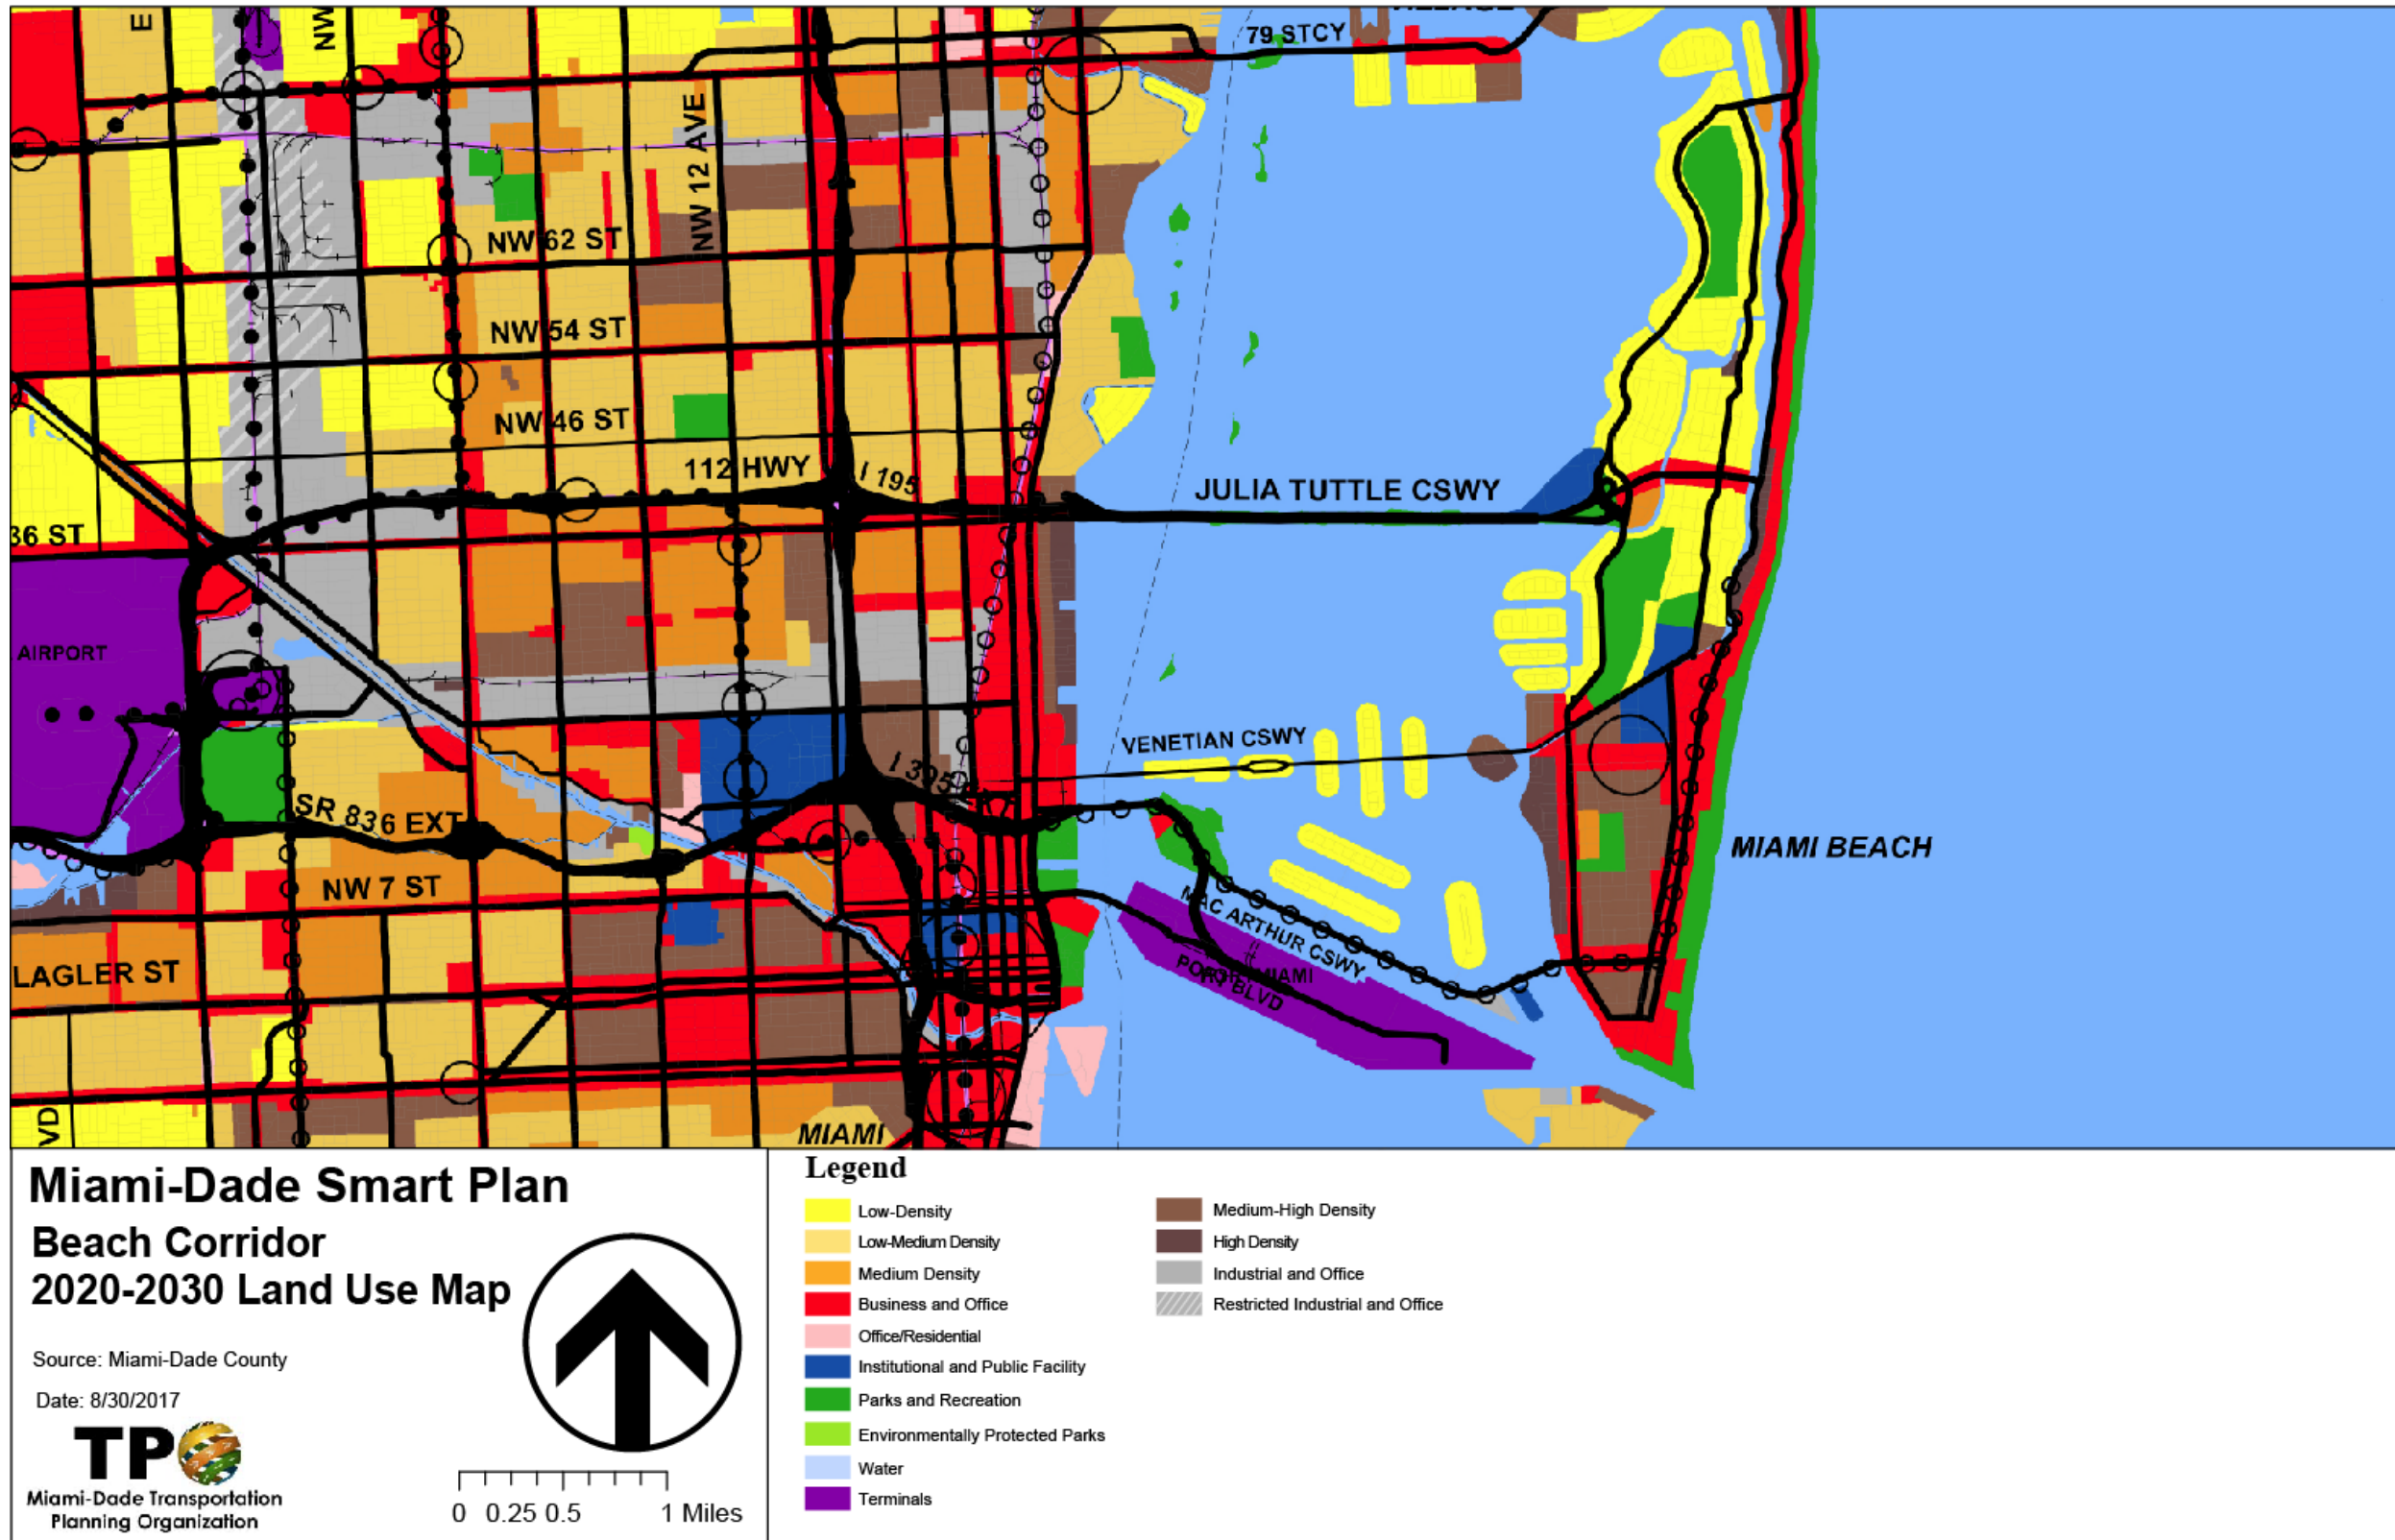 E
NW
79 STCY
NW 12 AVE
NW 62 ST
NW 54 ST
NW 46 ST
112 HWY
I 195
JULIA TUTTLE CSWY
36 ST
AIRPORT
VENETIAN CSWY
I 395
SR 836 EXT
MIAMI BEACH
NW 7 ST
MAC ARTHUR CSWY
PORT MIAMI
PORT BLVD
LAGLER ST
VD
MIAMI
Miami-Dade Smart Plan
Beach Corridor
2020-2030 Land Use Map
Source: Miami-Dade County
Date: 8/30/2017
TPO
Miami-Dade Transportation
Planning Organization
0 0.25 0.5 1 Miles
Legend
Low-Density
Low-Medium Density
Medium Density
Business and Office
Office/Residential
Institutional and Public Facility
Parks and Recreation
Environmentally Protected Parks
Water
Terminals
Medium-High Density
High Density
Industrial and Office
Restricted Industrial and Office